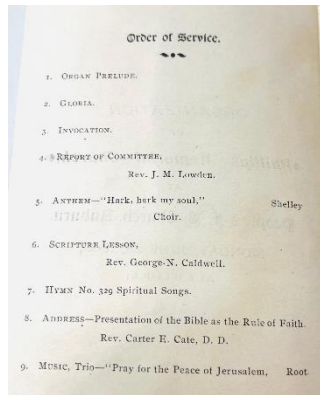 Order of Service.
1. Organ Prelude.
2. Gloria.
3. Invocation.
4. Report of Committee,
Rev. J. M. Lowden.
5. Anthem—"Hark, hark my soul," Shelley
Choir.
6. Scripture Lesson,
Rev. George N. Caldwell.
7. Hymn No. 329 Spiritual Songs.
8. Address—Presentation of the Bible as the Rule of Faith
Rev. Carter E. Cate, D. D.
9. Music, Trio—"Pray for the Peace of Jerusalem, Root